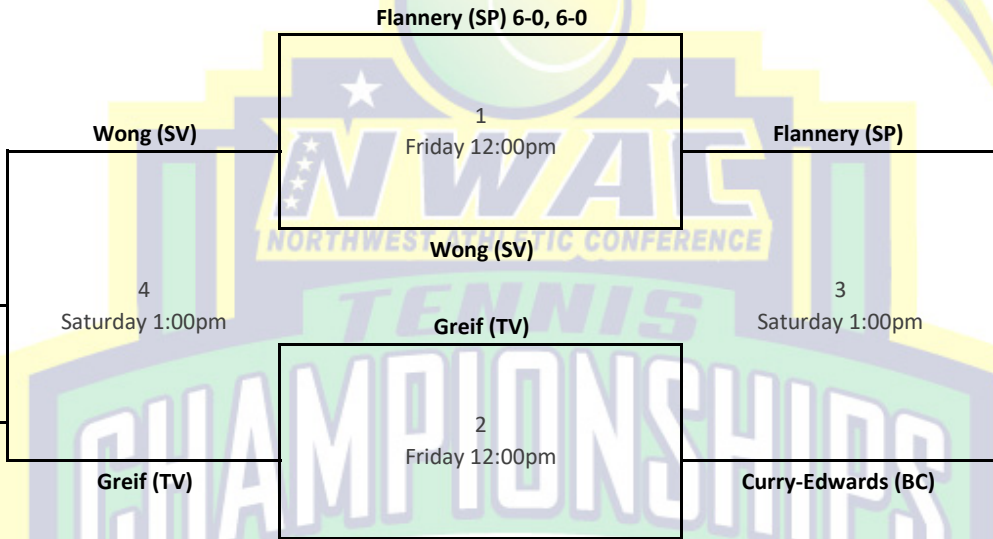 Flannery (SP) 6-0, 6-0
1
Friday 12:00pm
Wong (SV)
Flannery (SP)
NWAC
NORTHWEST ATHLETIC CONFERENCE
Wong (SV)
4
Saturday 1:00pm
3
Saturday 1:00pm
TENNIS
Greif (TV)
CHAMPIONSHIPS
2
Friday 12:00pm
Greif (TV)
Curry-Edwards (BC)